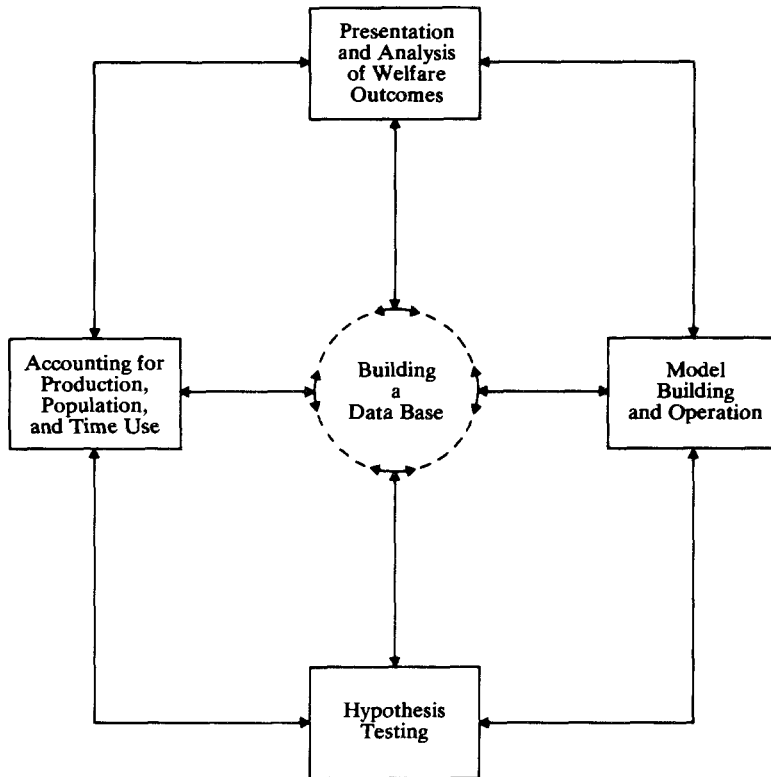 Presentation
and Analysis
of Welfare
Outcomes
Accounting for
Production,
Population,
and Time Use
Building
a
Data Base
Model
Building
and Operation
Hypothesis
Testing